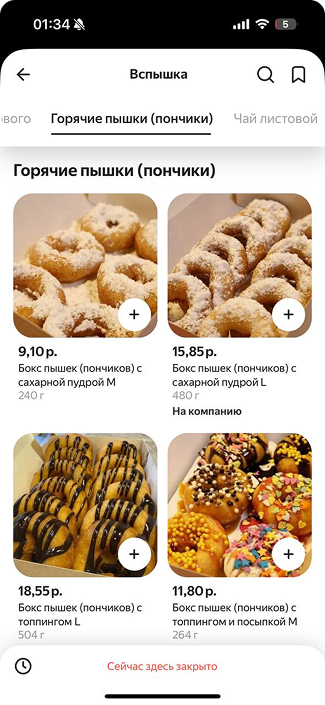 01:34
5
Вспышка
ового
Горячие пышки (пончики)
Чай листовой
Горячие пышки (пончики)
9,10 р.
15,85 р.
Бокс пышек (пончиков) с
сахарной пудрой M
240 г
Бокс пышек (пончиков) с
сахарной пудрой L
480 г
На компанию
18,55 р.
11,80 р.
Бокс пышек (пончиков) с
топпингом L
504 г
Бокс пышек (пончиков) с
топпингом и посыпкой M
264 г
Сейчас здесь закрыто